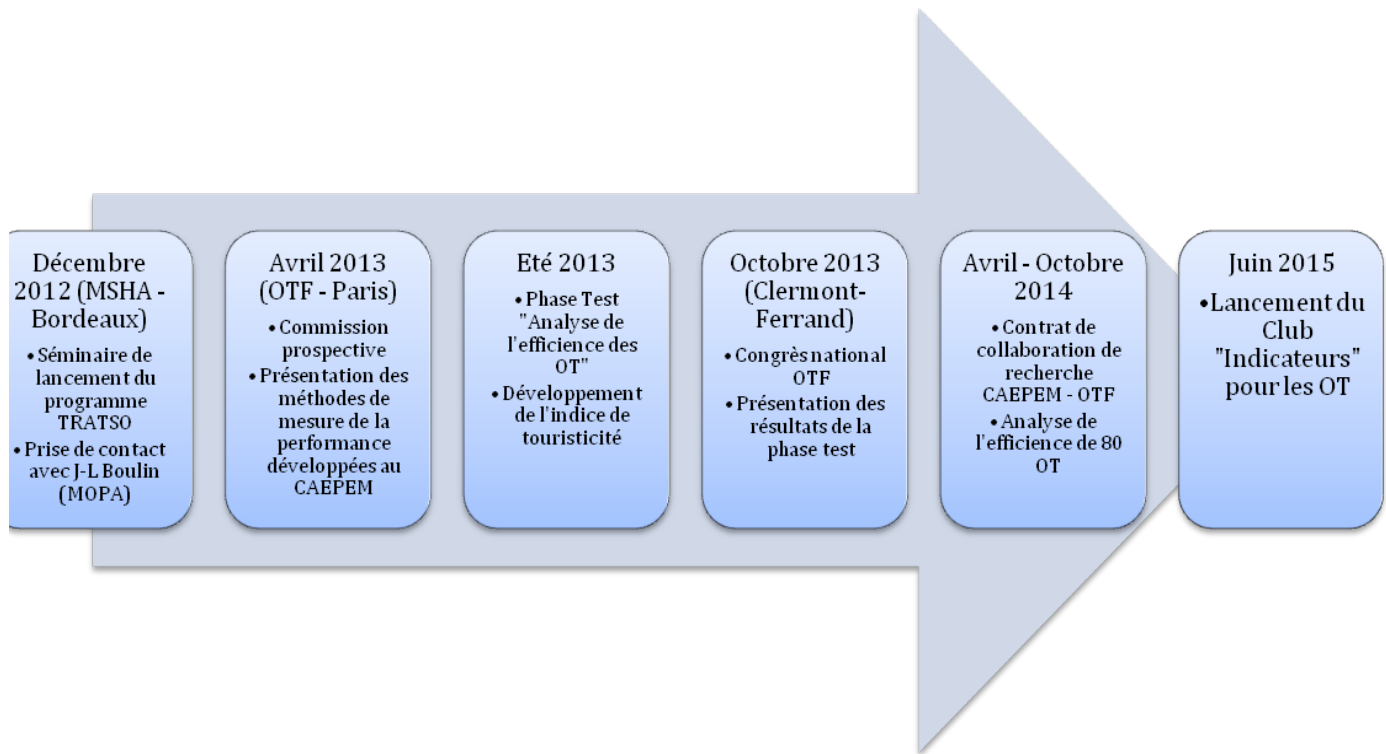 Décembre
2012 (MSHA -
Bordeaux)
• Séminaire de
lancement du
programme
TRATSO
• Prise de contact
avec J-L Boulin
(MOPA)
Avril 2013
(OTF - Paris)
• Commission
prospective
• Présentation des
méthodes de
mesure de la
performance
développées au
CAEPEM
Eté 2013
• Phase Test
"Analyse de
l'efficience des
OT"
• Développement
de l'indice de
touristicité
Octobre 2013
(Clermont-
Ferrand)
• Congrès national
OTF
• Présentation des
résultats de la
phase test
Avril - Octobre
2014
• Contrat de
collaboration de
recherche
CAEPEM - OTF
• Analyse de
l'efficience de 80
OT
Juin 2015
• Lancement du
Club
"Indicateurs"
pour les OT